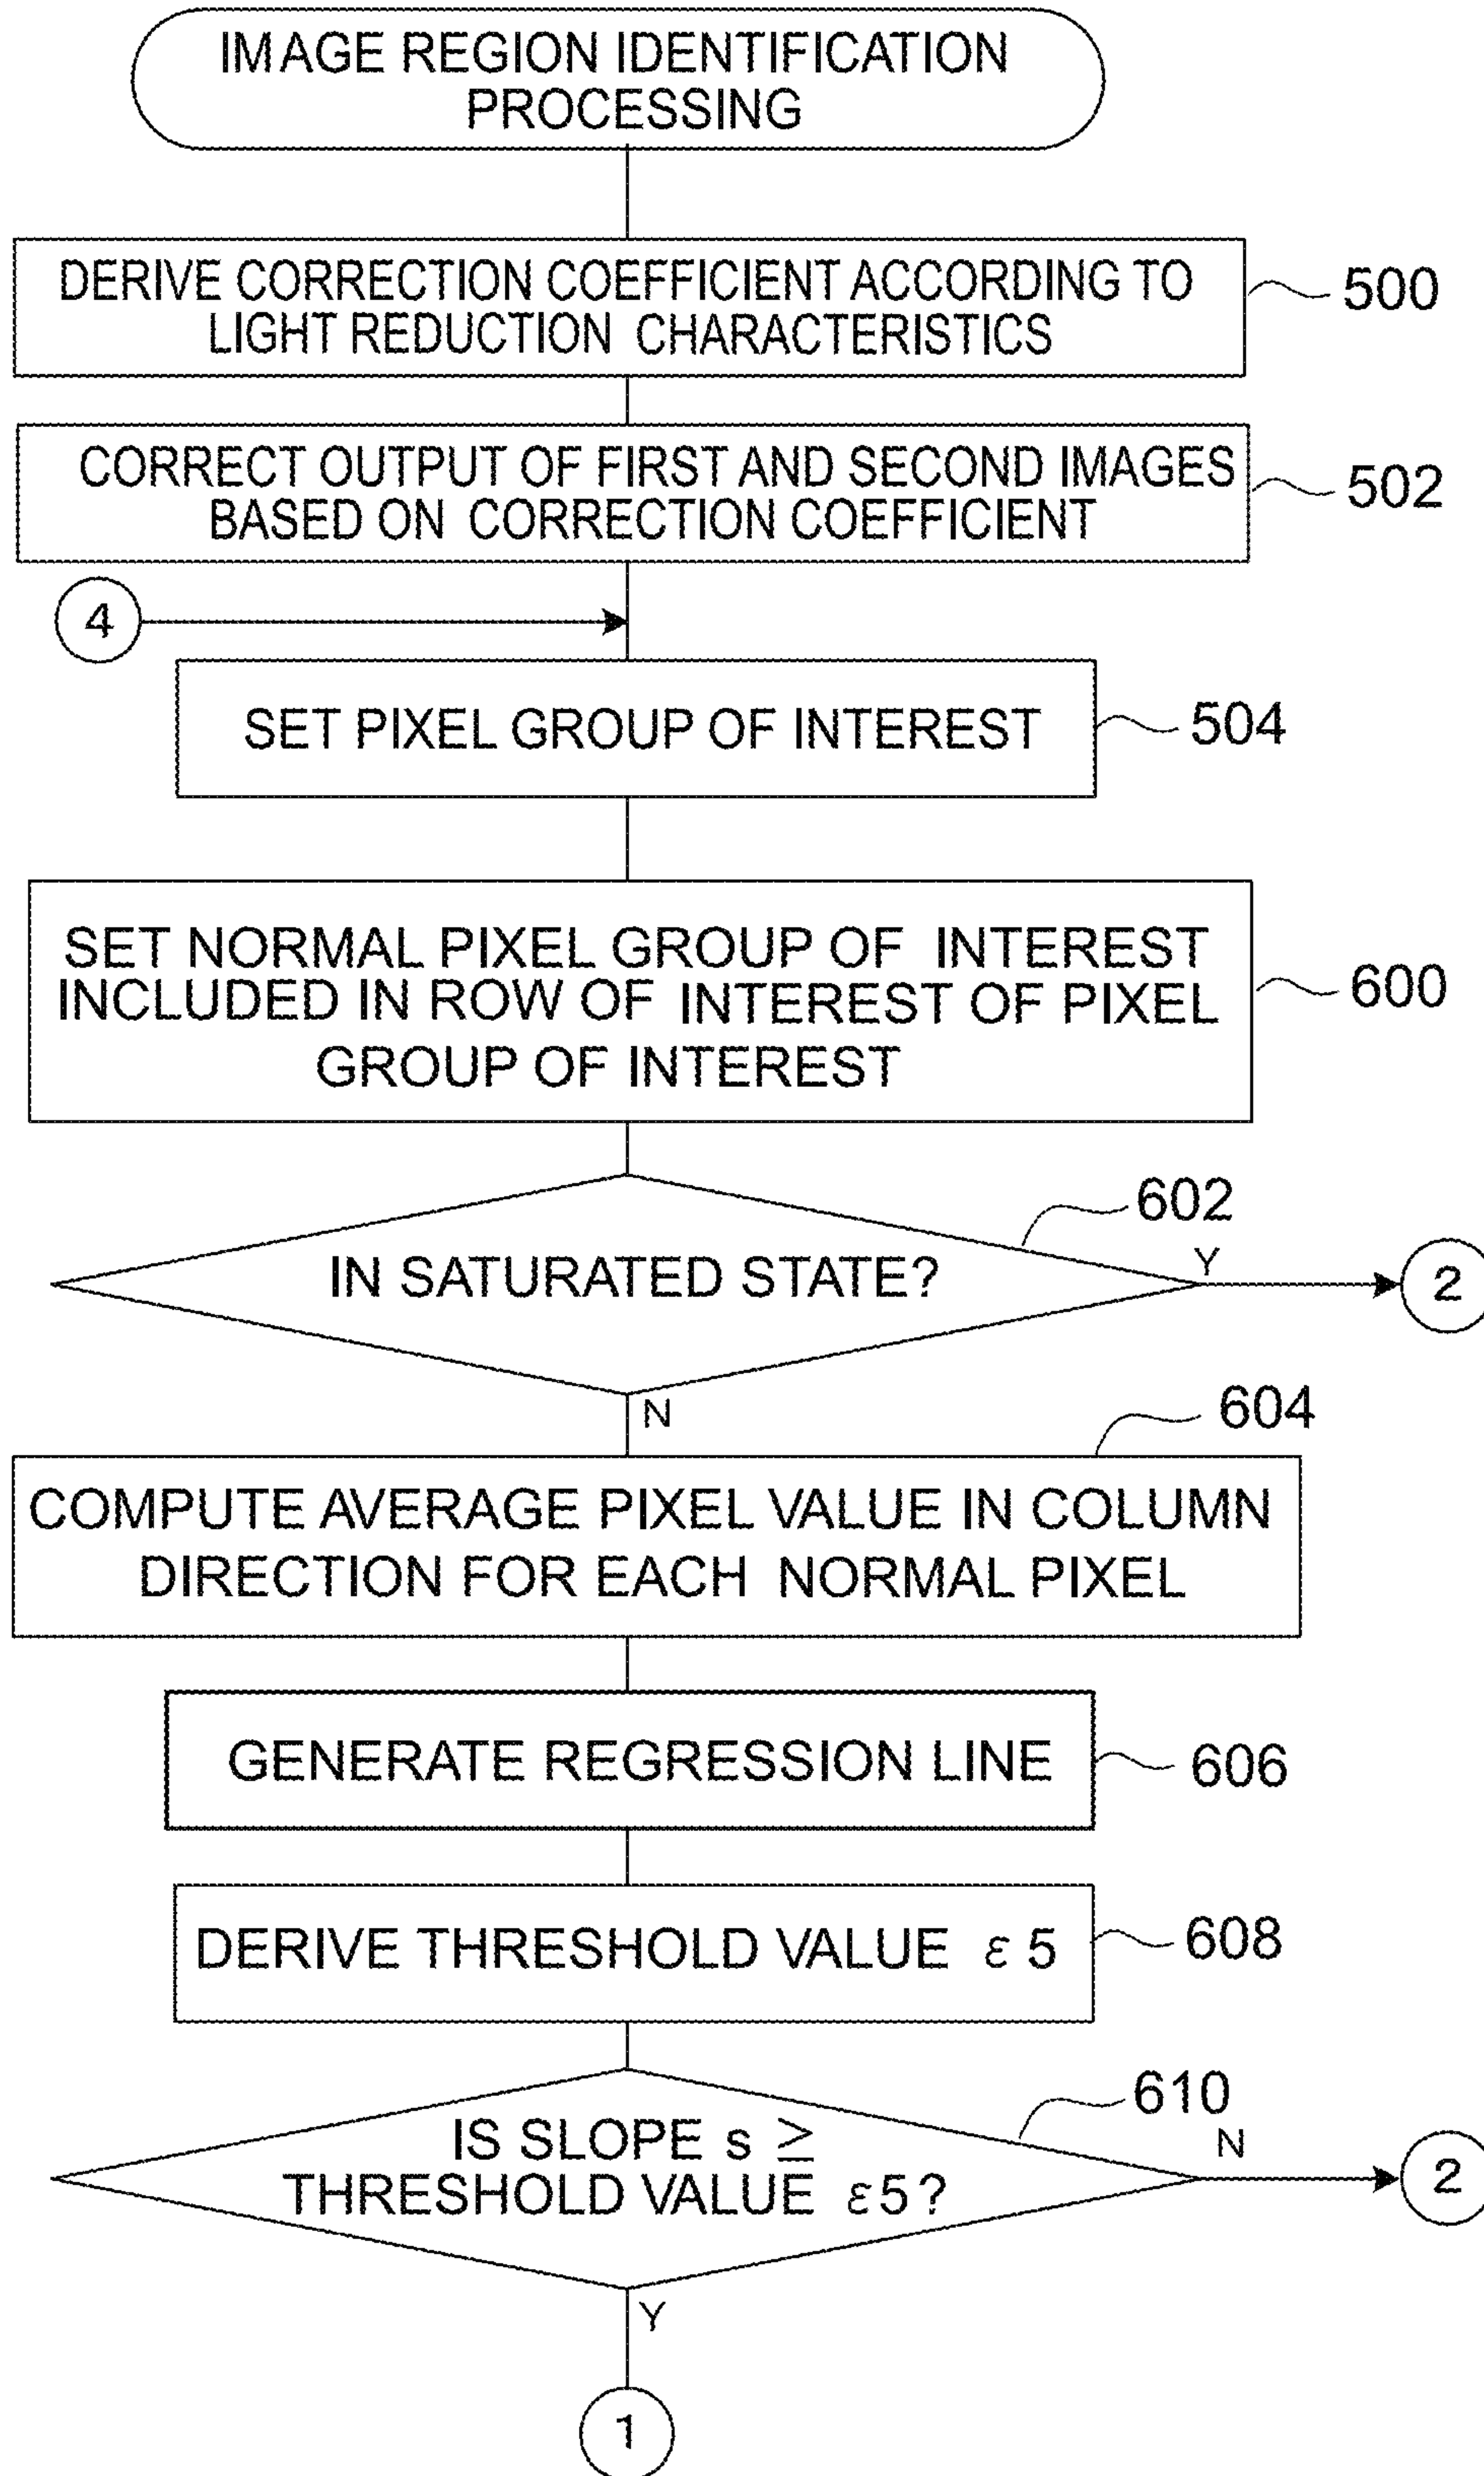 IMAGE REGION IDENTIFICATION
PROCESSING
DERIVE CORRECTION COEFFICIENT ACCORDING TO
LIGHT REDUCTION CHARACTERISTICS
500
CORRECT OUTPUT OF FIRST AND SECOND IMAGES
BASED ON CORRECTION COEFFICIENT
502
4
SET PIXEL GROUP OF INTEREST
504
SET NORMAL PIXEL GROUP OF INTEREST
INCLUDED IN ROW OF INTEREST OF PIXEL
GROUP OF INTEREST
600
602
IN SATURATED STATE?
Y
2
N
604
COMPUTE AVERAGE PIXEL VALUE IN COLUMN
DIRECTION FOR EACH NORMAL PIXEL
GENERATE REGRESSION LINE
606
DERIVE THRESHOLD VALUE ε5
608
610
IS SLOPE s ≥
THRESHOLD VALUE ε5?
N
2
Y
1